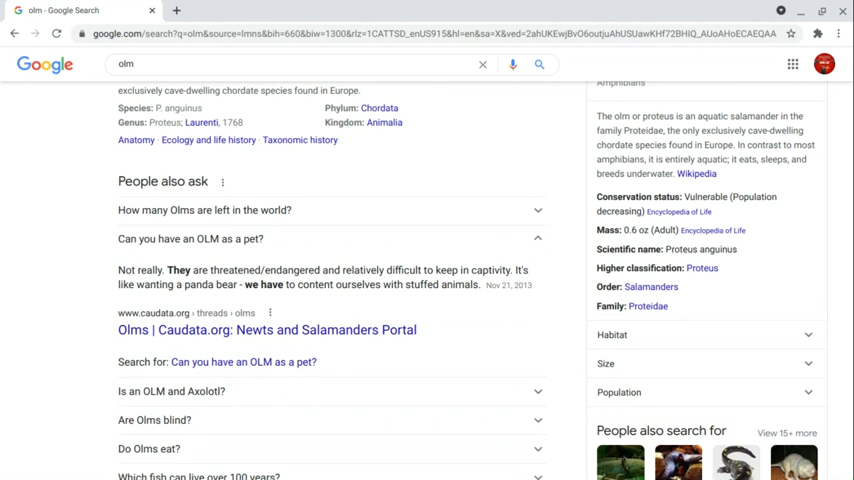 olm - Google Search
google.com/search?q=olm&source=lmns&bih=660&biw=1300&rlz=1CATTSD_enUS915&hl=en&sa=X&ved=2ahUKEwjBvO6outjuAhUSUawKHf72BHIQ_AUoAHoECAEQAA
Google
olm
exclusively cave-dwelling chordate species found in Europe.
Species: P. anguinus
Phylum: Chordata
Genus: Proteus; Laurenti, 1768
Kingdom: Animalia
Anatomy · Ecology and life history · Taxonomic history
People also ask
How many Olms are left in the world?
Can you have an OLM as a pet?
Not really. They are threatened/endangered and relatively difficult to keep in captivity. It's
like wanting a panda bear - we have to content ourselves with stuffed animals. Nov 21, 2013
www.caudata.org › threads › olms
Olms | Caudata.org: Newts and Salamanders Portal
Search for: Can you have an OLM as a pet?
Is an OLM and Axolotl?
Are Olms blind?
Do Olms eat?
Which fish can live over 100 years?
Amphibians
The olm or proteus is an aquatic salamander in the
family Proteidae, the only exclusively cave-dwelling
chordate species found in Europe. In contrast to most
amphibians, it is entirely aquatic; it eats, sleeps, and
breeds underwater. Wikipedia
Conservation status: Vulnerable (Population
decreasing) Encyclopedia of Life
Mass: 0.6 oz (Adult) Encyclopedia of Life
Scientific name: Proteus anguinus
Higher classification: Proteus
Order: Salamanders
Family: Proteidae
Habitat
Size
Population
People also search for
View 15+ more